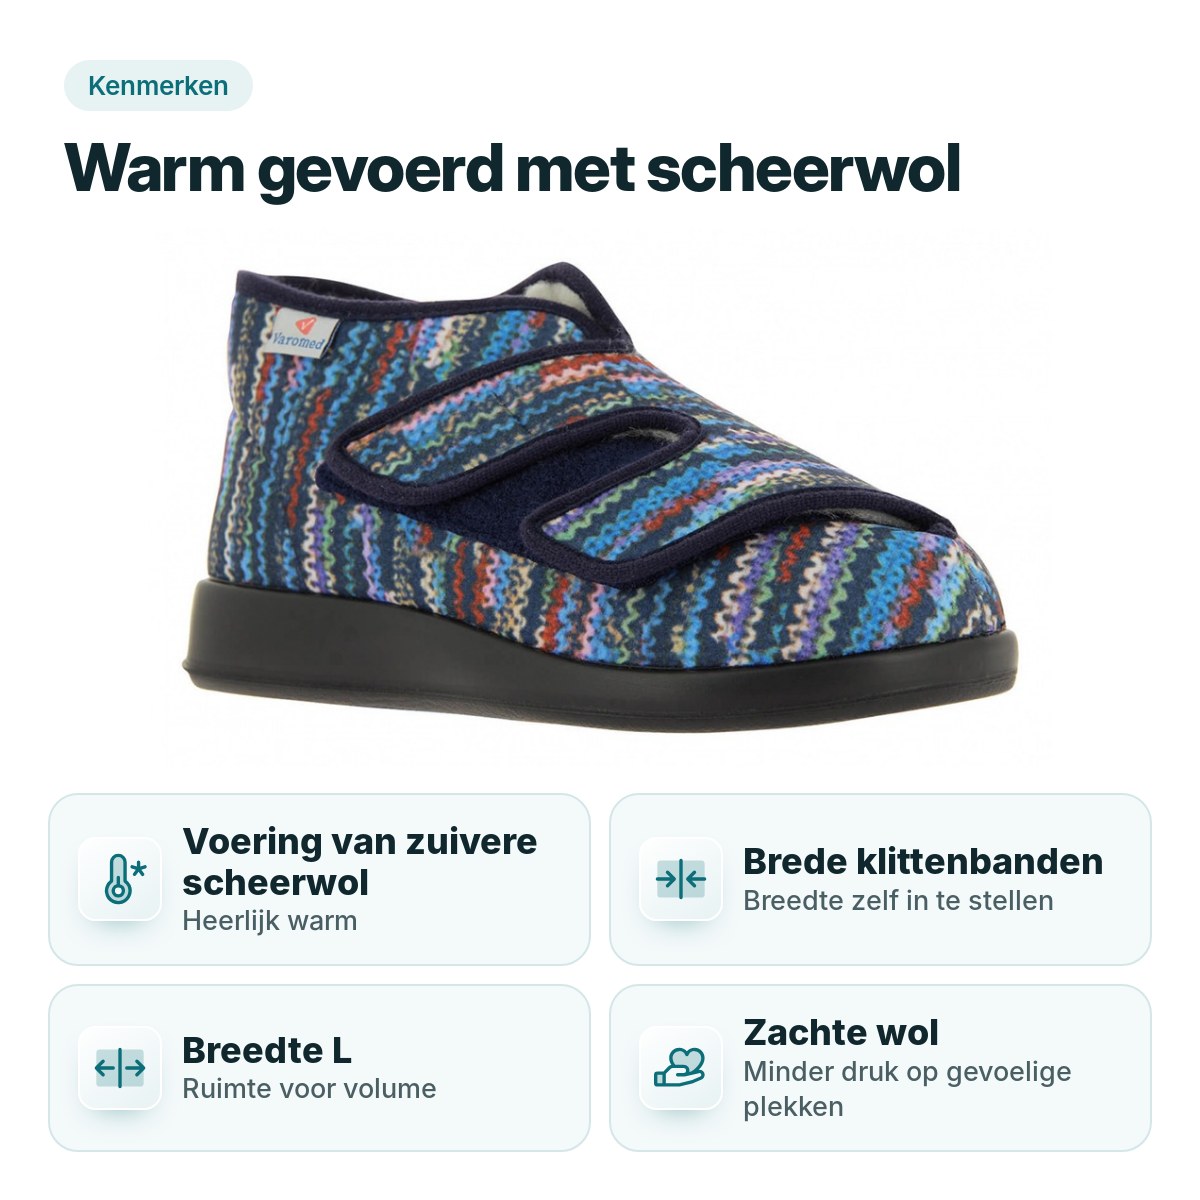 Kenmerken
Warm gevoerd met scheerwol
Varomed
Voering van zuivere
scheerwol
Heerlijk warm
Brede klittenbanden
Breedte zelf in te stellen
Breedte L
Ruimte voor volume
Zachte wol
Minder druk op gevoelige
plekken